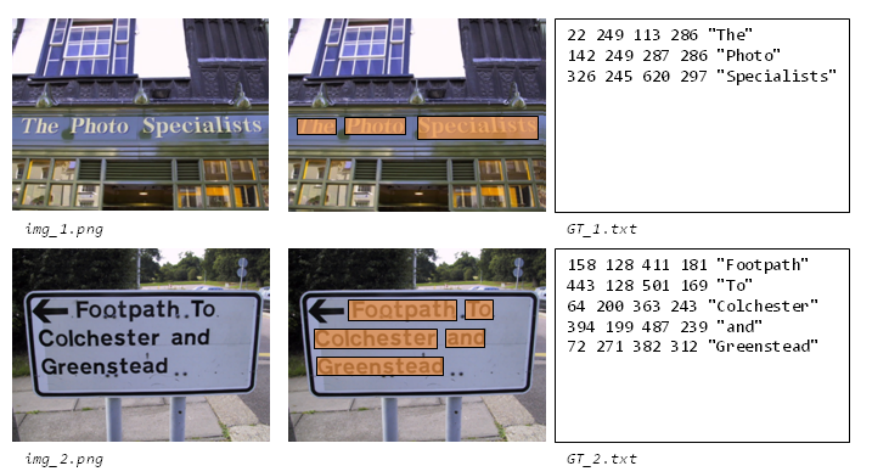 The Photo Specialists
The Photo Specialists
22 249 113 286 "The"
142 249 287 286 "Photo"
326 245 620 297 "Specialists"
img_1.png
GT_1.txt
Footpath To
Colchester and
Greenstead
Footpath To
Colchester and
Greenstead
158 128 411 181 "Footpath"
443 128 501 169 "To"
64 200 363 243 "Colchester"
394 199 487 239 "and"
72 271 382 312 "Greenstead"
img_2.png
GT_2.txt